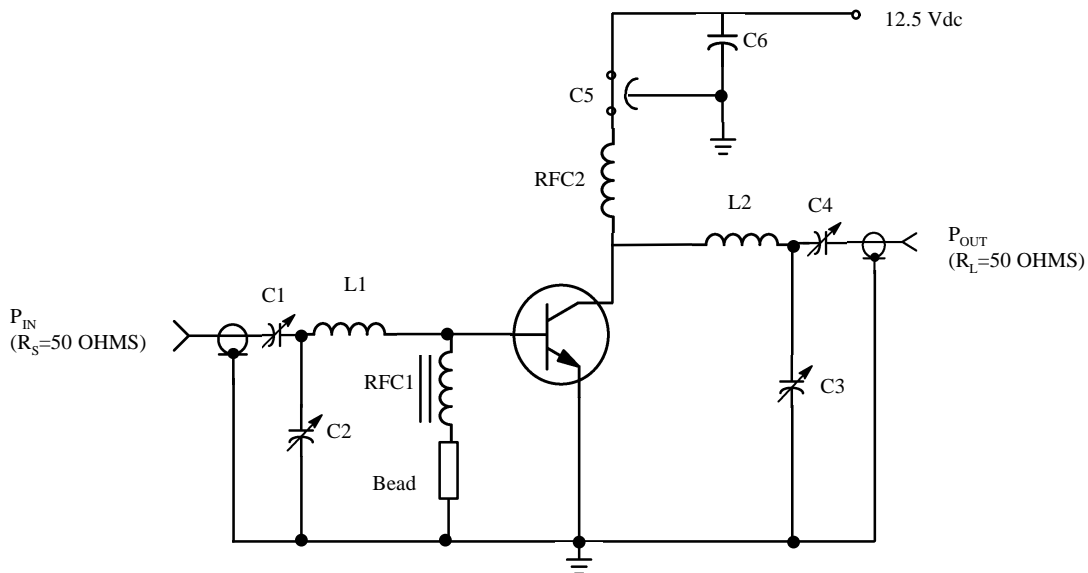 12.5 Vdc
C6
C5
RFC2
L2
C4
P_OUT
(R_L=50 OHMS)
L1
C1
P_IN
(R_S=50 OHMS)
RFC1
C3
C2
Bead